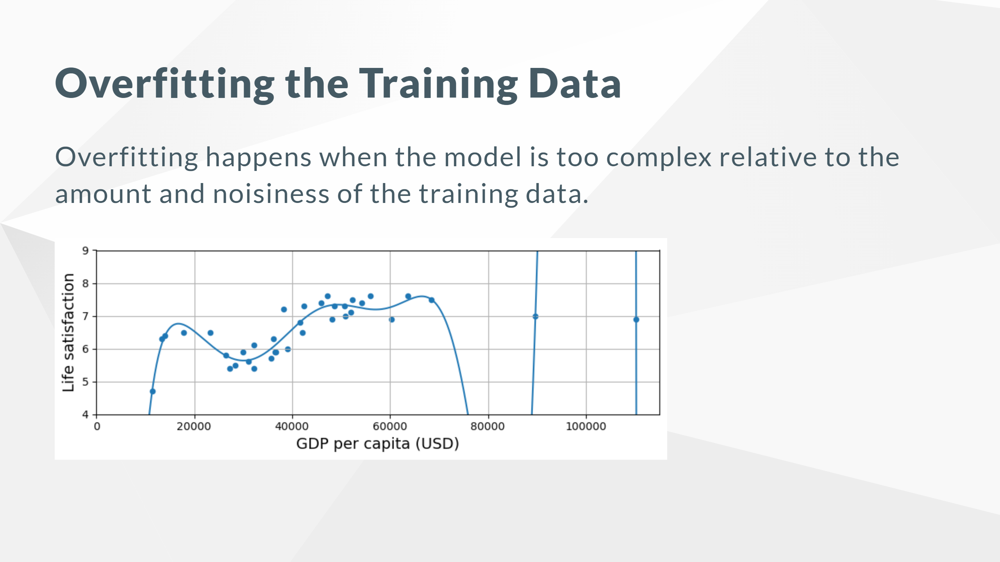 Overfitting the Training Data
Overfitting happens when the model is too complex relative to the
amount and noisiness of the training data.
9
8
7
6
5
4
Life satisfaction
0 20000 40000 60000 80000 100000
GDP per capita (USD)